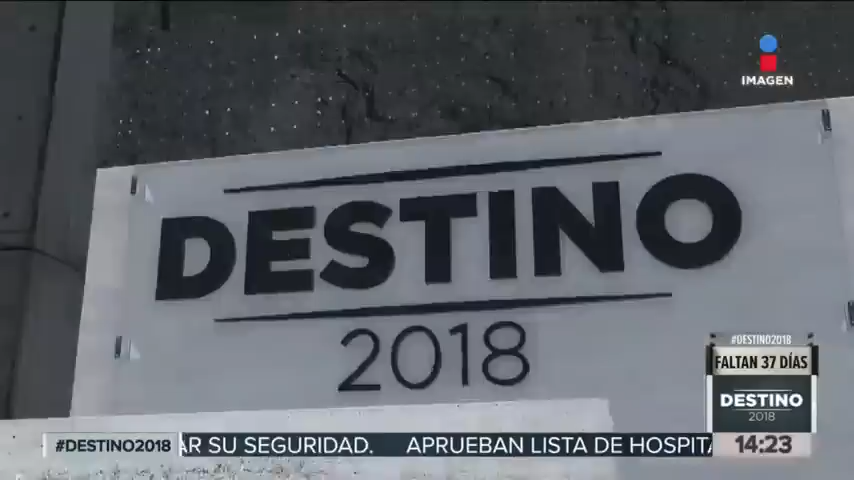 IMAGEN
DESTINO
2018
#DESTINO2018
FALTAN 37 DÍAS
DESTINO
2018
#DESTINO2018
AR SU SEGURIDAD. APRUEBAN LISTA DE HOSPITA
14:23